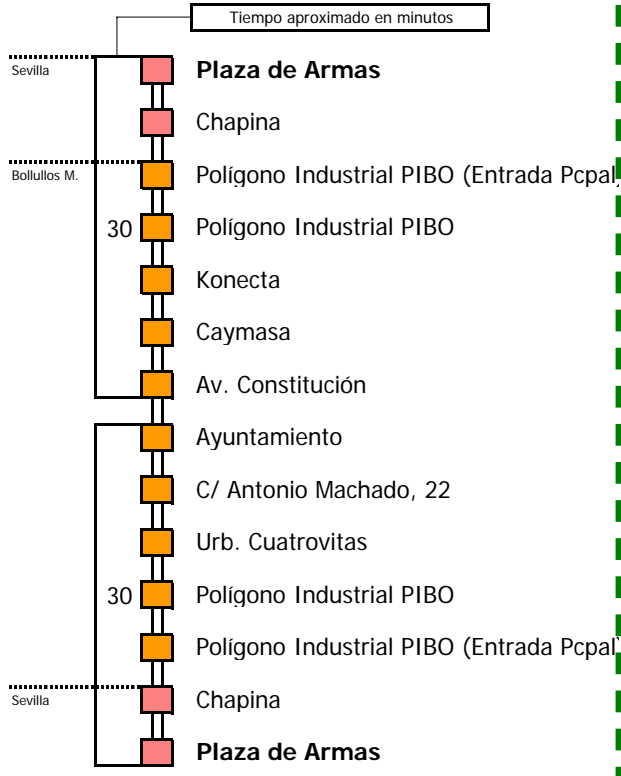 Tiempo aproximado en minutos
Sevilla
Plaza de Armas
Chapina
Bollullos M.
Polígono Industrial PIBO (Entrada Pcpal)
30
Polígono Industrial PIBO
Konecta
Caymasa
Av. Constitución
Ayuntamiento
C/ Antonio Machado, 22
Urb. Cuatrovitas
30
Polígono Industrial PIBO
Polígono Industrial PIBO (Entrada Pcpal)
Sevilla
Chapina
Plaza de Armas